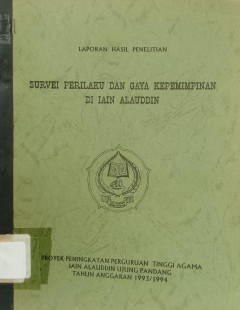 LAPORAN HASIL PENELITIAN
SURVEI PERILAKU DAN GAYA KEPEMIMPINAN
DI IAIN ALAUDDIN
PROYEK PENINGKATAN PERGURUAN TINGGI AGAMA
IAIN ALAUDDIN UJUNG PANDANG
TAHUN ANGGARAN 1993/1994